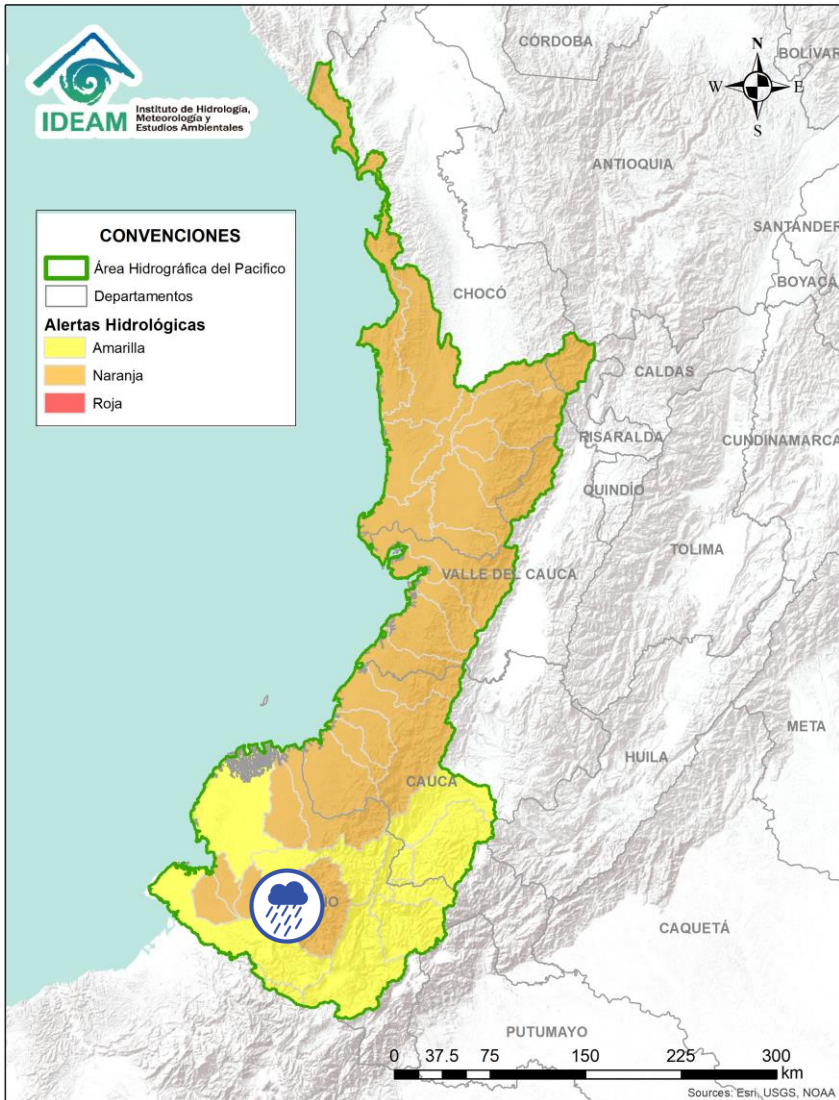 IDEAM
Instituto de Hidrología,
Meteorología y
Estudios Ambientales
CÓRDOBA
BOLÍVAR
N
W
E
S
ANTIOQUIA
SANTANDER
BOYACÁ
CONVENCIONES
Área Hidrográfica del Pacifico
Departamentos
Alertas Hidrológicas
Amarilla
Naranja
Roja
CHOCÓ
CALDAS
RISARALDA
CUNDINAMARCA
QUINDÍO
TOLIMA
VALLE DEL CAUCA
META
HUILA
CAUCA
CAQUETÁ
PUTUMAYO
0 37.5 75 150 225 300
km
Sources: Esri, USGS, NOAA